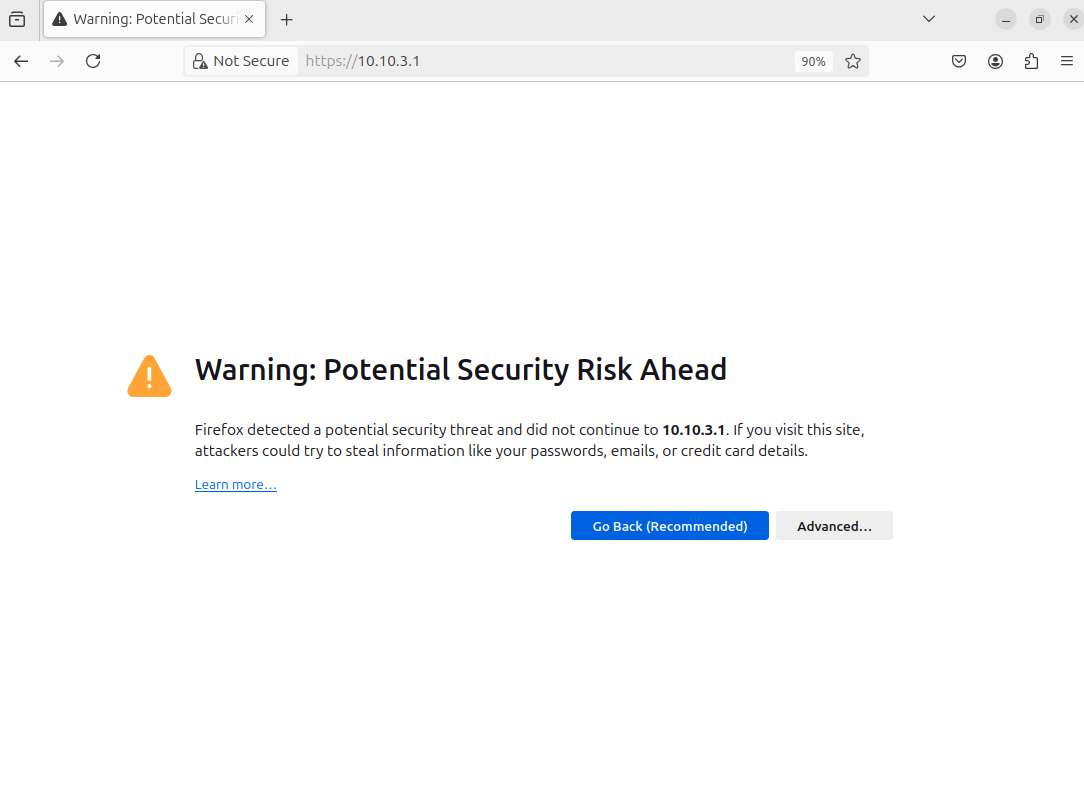 Warning: Potential Securi
Not Secure https://10.10.3.1 90%
Warning: Potential Security Risk Ahead
Firefox detected a potential security threat and did not continue to 10.10.3.1. If you visit this site,
attackers could try to steal information like your passwords, emails, or credit card details.
Learn more…
Go Back (Recommended) Advanced…